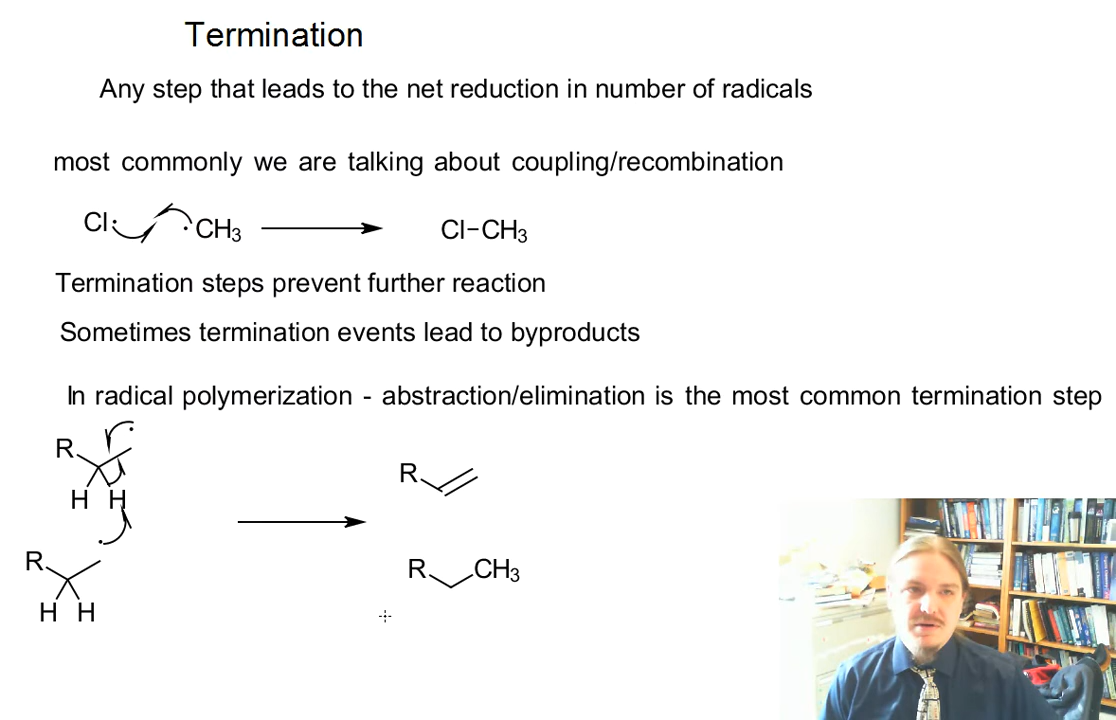 Termination
Any step that leads to the net reduction in number of radicals
most commonly we are talking about coupling/recombination
Cl CH3 Cl-CH3
Termination steps prevent further reaction
Sometimes termination events lead to byproducts
In radical polymerization - abstraction/elimination is the most common termination step
R
H H
R
R
H H
R CH3